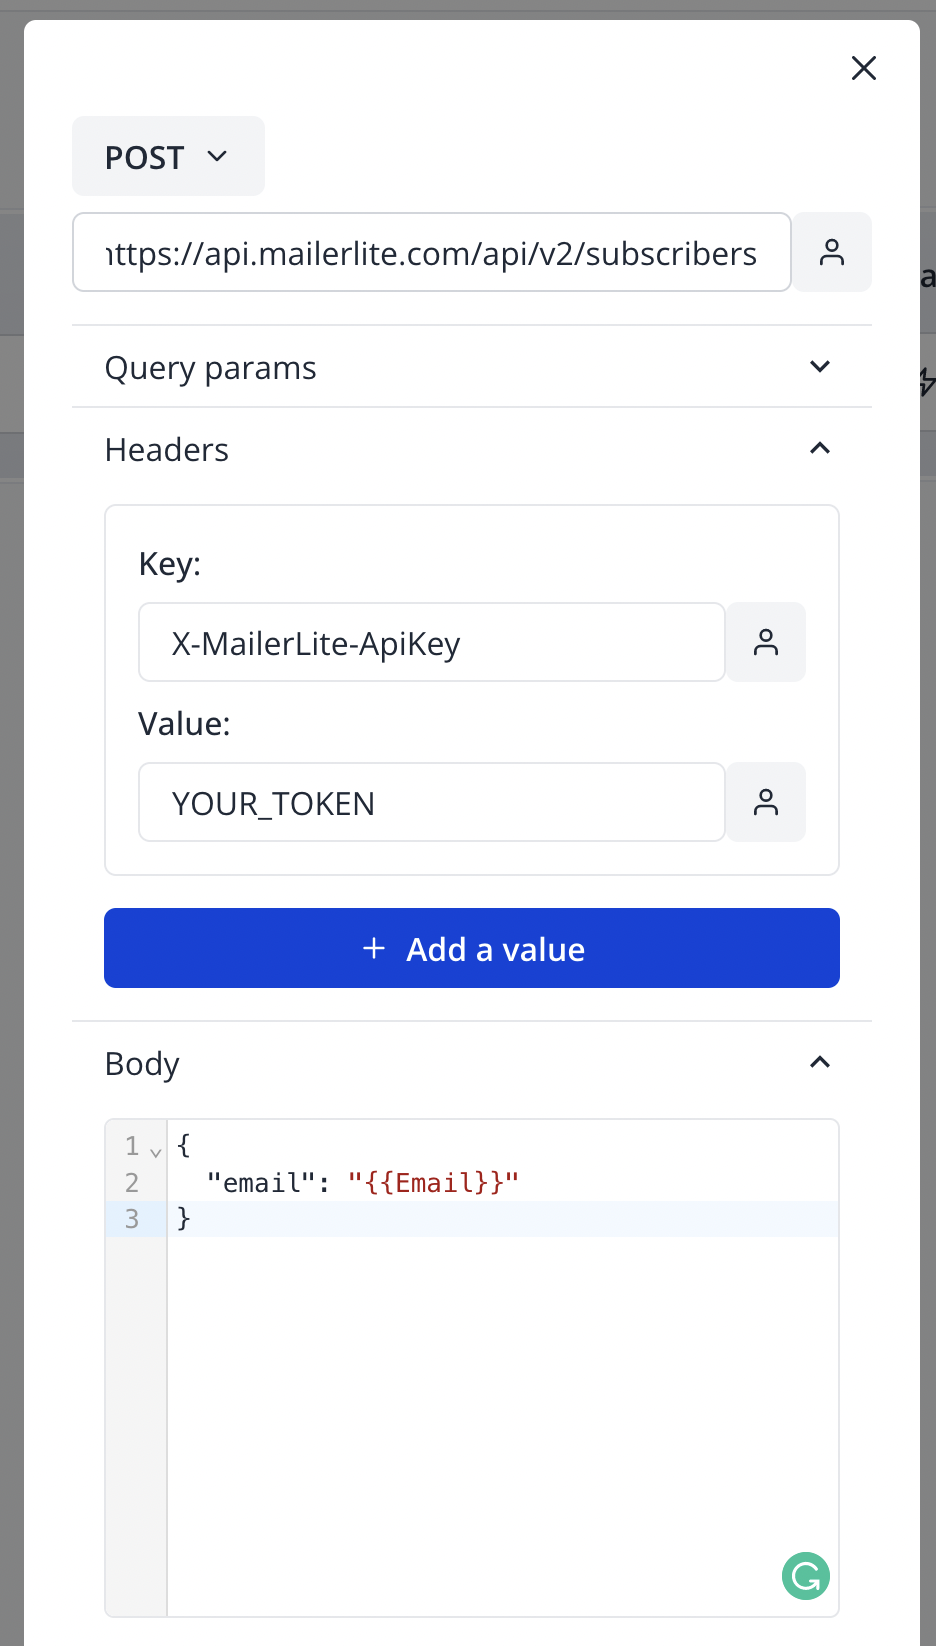 POST
https://api.mailerlite.com/api/v2/subscribers
Query params
Headers
Key:
X-MailerLite-ApiKey
Value:
YOUR_TOKEN
+ Add a value
Body
1 {
2 "email": "{{Email}}"
3 }